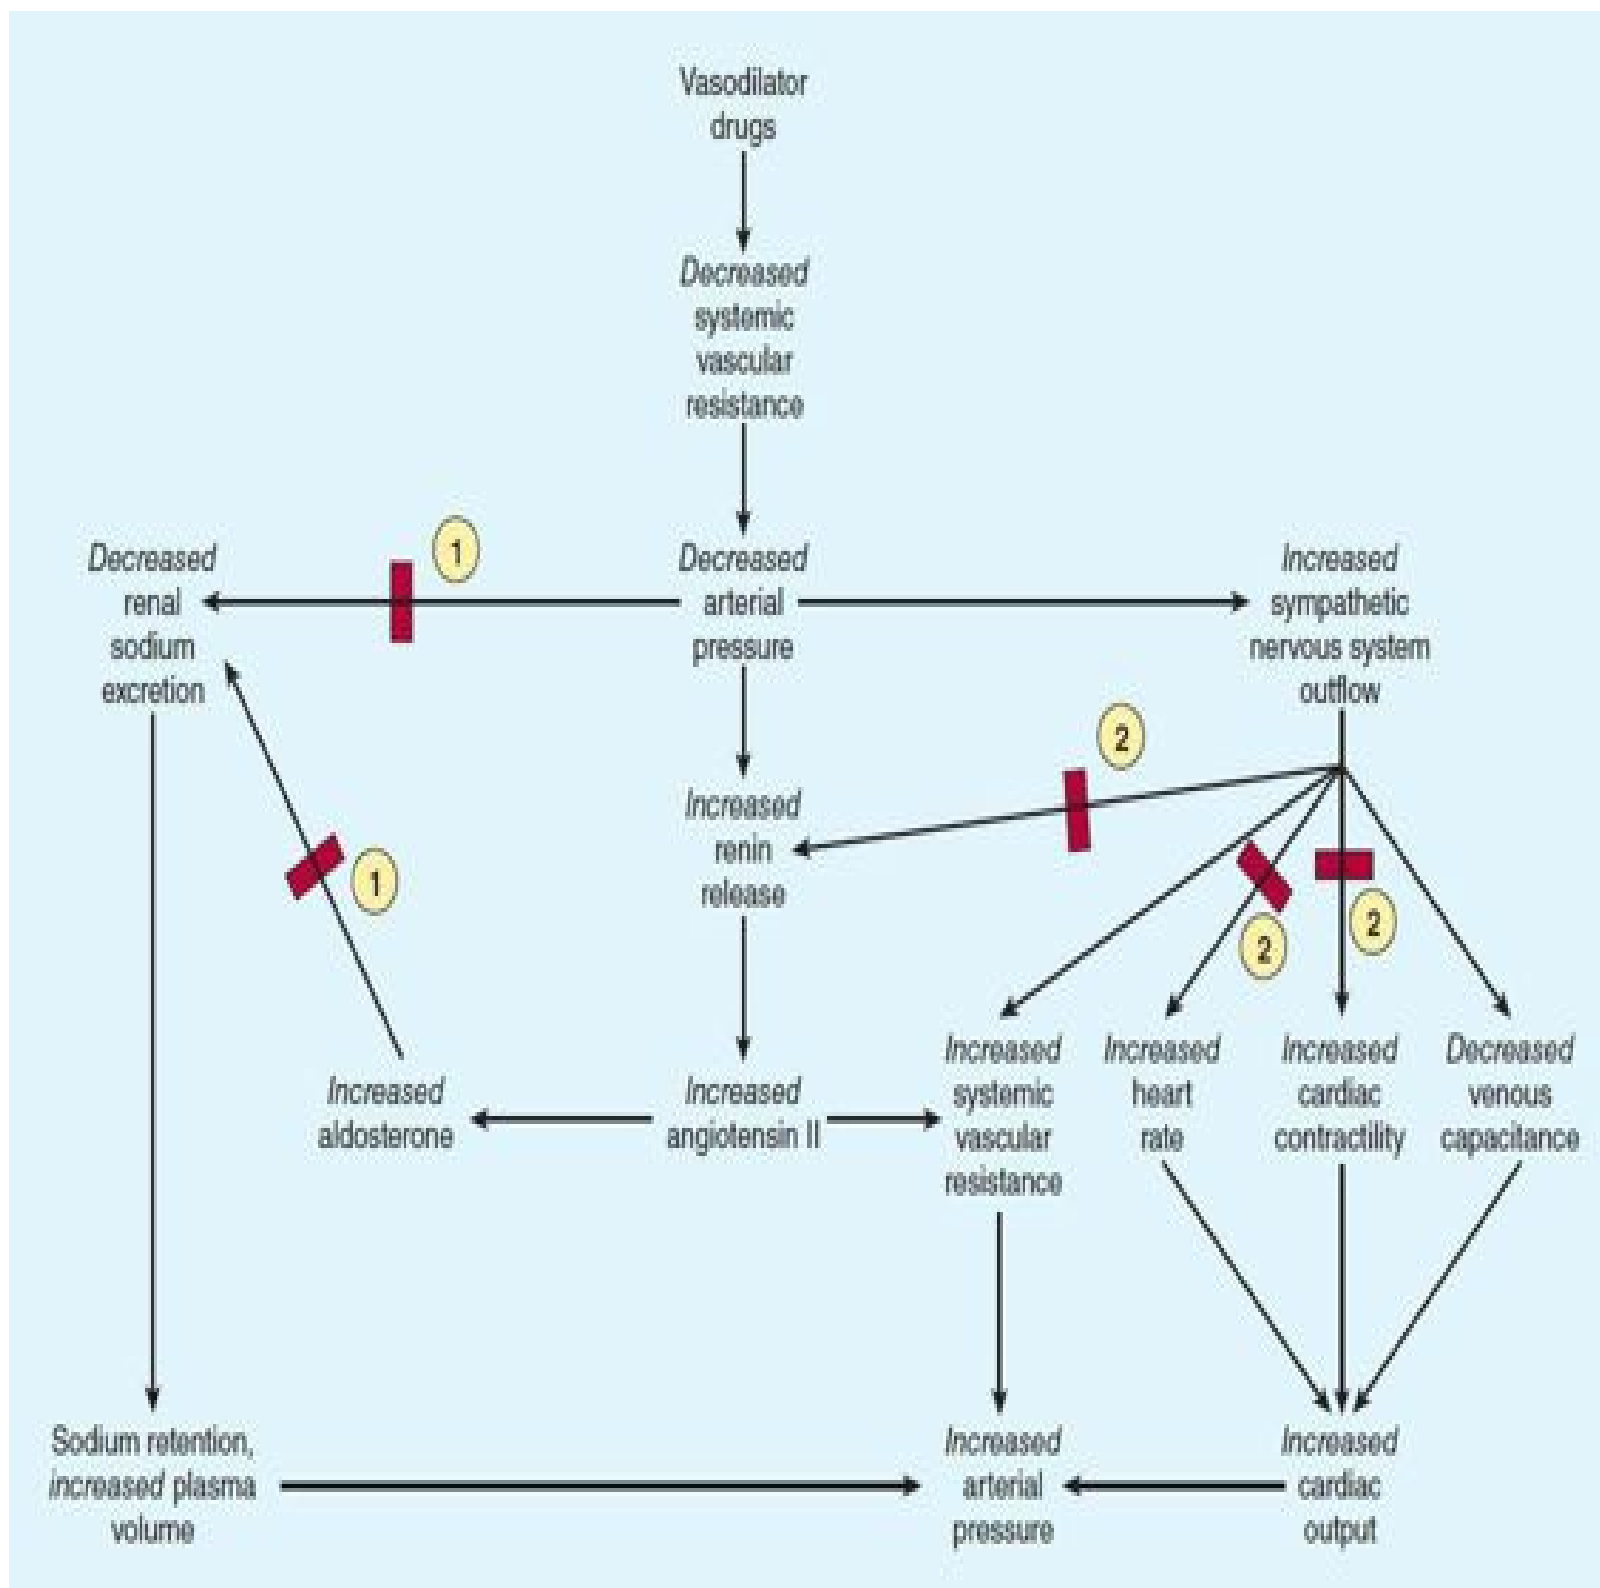 Vasodilator
drugs
Decreased
systemic
vascular
resistance
Decreased
renal
sodium
excretion
1
Decreased
arterial
pressure
Increased
sympathetic
nervous system
outflow
2
Increased
renin
release
1
2
2
Increased
aldosterone
Increased
angiotensin II
Increased
systemic
vascular
resistance
Increased
heart
rate
Increased
cardiac
contractility
Decreased
venous
capacitance
Sodium retention,
increased plasma
volume
Increased
arterial
pressure
Increased
cardiac
output